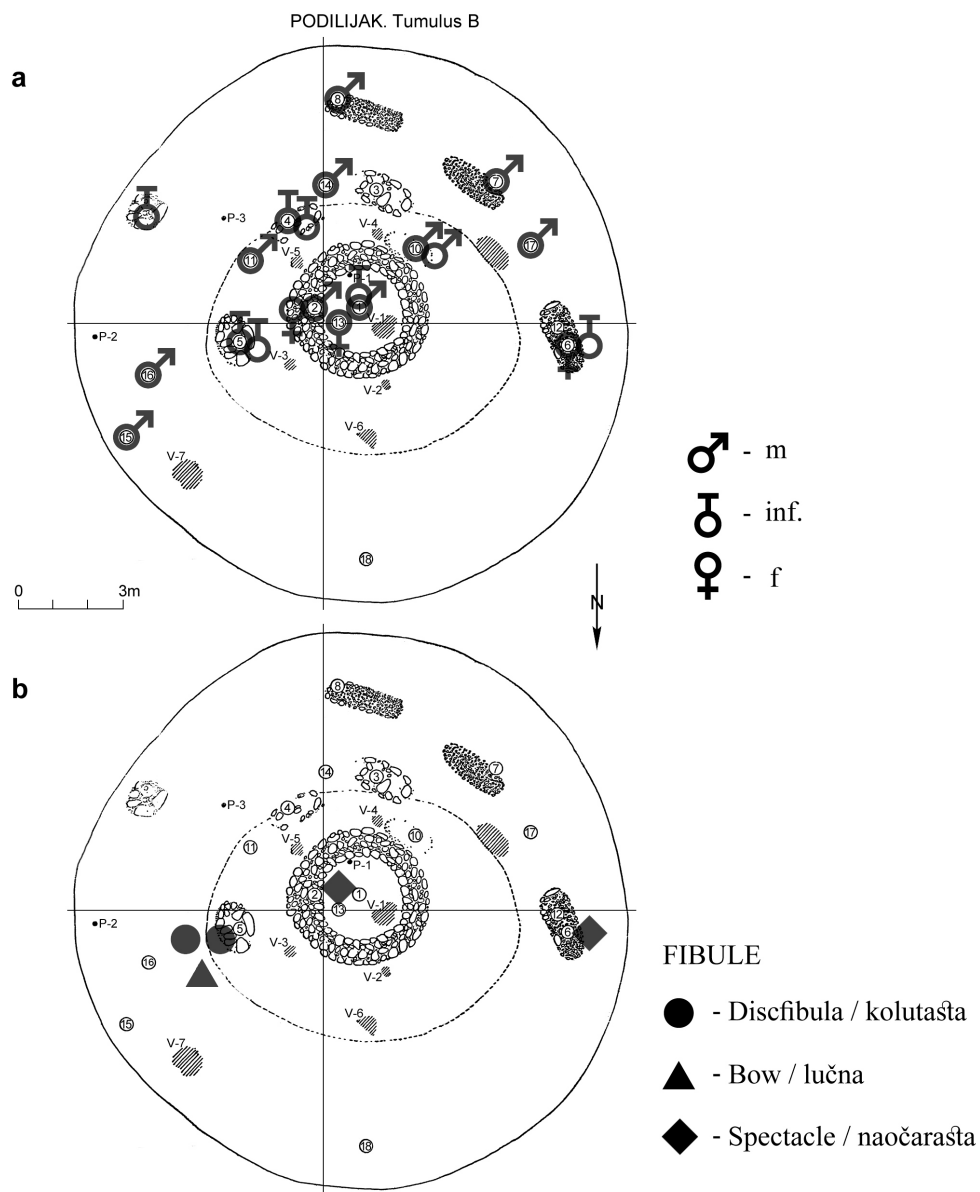 PODILIJAK. Tumulus B
a
8
14
3
7
4
P-3
V-4
10
17
11
V-5
P-1
2
1
13
V-1
12
P-2
5
6
V-3
16
V-2
V-6
15
V-7
18
- m
- inf.
- f
0 3m
N
b
8
14
3
7
4
P-3
V-4
10
17
11
V-5
P-1
2
1
13
V-1
12
P-2
5
6
V-3
16
V-2
V-6
15
V-7
18
FIBULE
- Discfibula / kolutasta
- Bow / lučna
- Spectacle / naočarasta